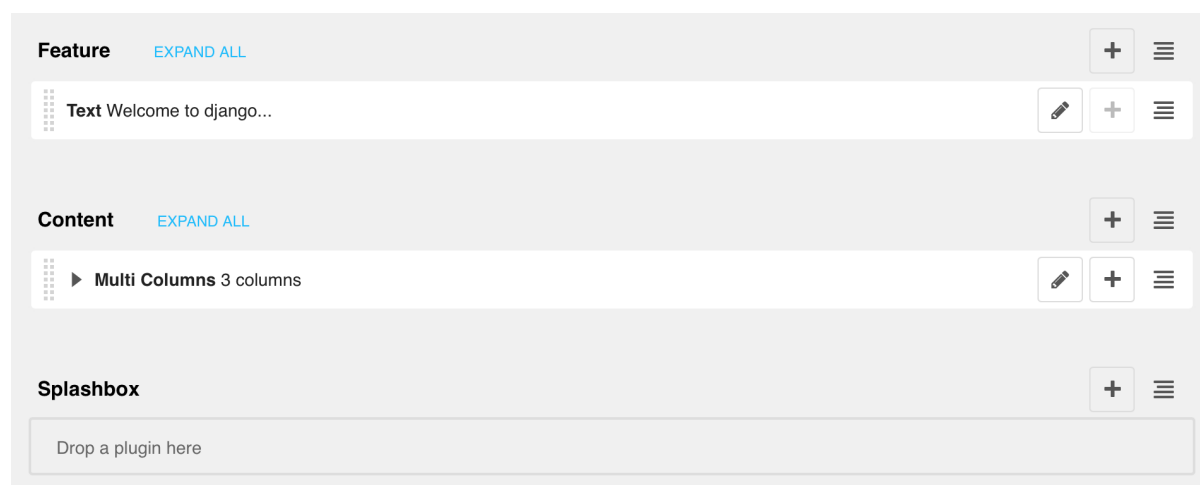 Feature EXPAND ALL
Text Welcome to django...
Content EXPAND ALL
Multi Columns 3 columns
Splashbox
Drop a plugin here